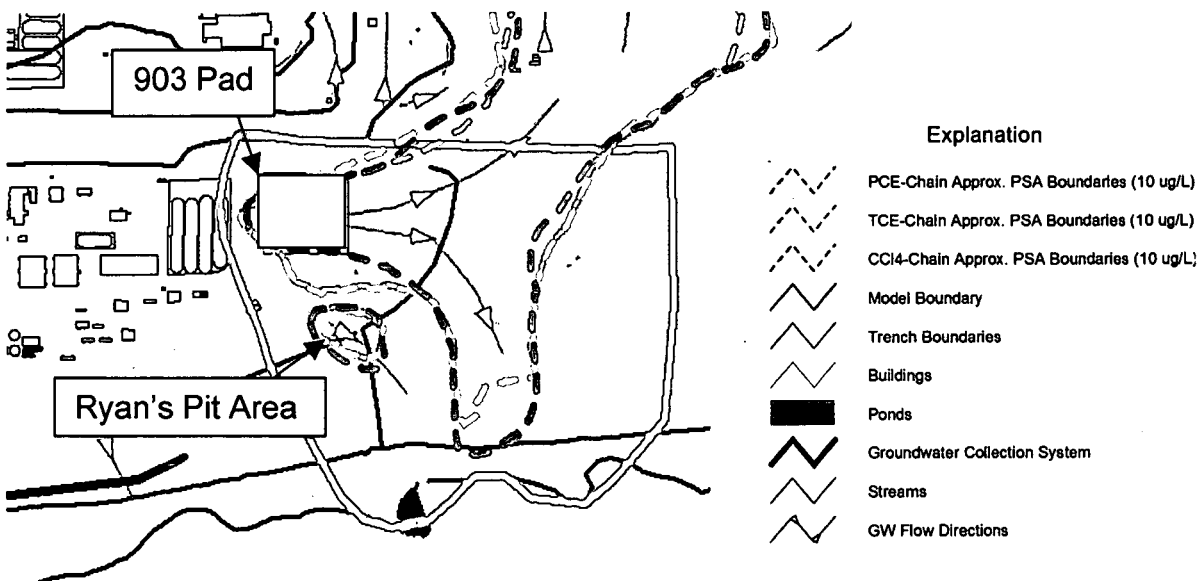 903 Pad
Ryan's Pit Area
Explanation
PCE-Chain Approx. PSA Boundaries (10 ug/L)
TCE-Chain Approx. PSA Boundaries (10 ug/L)
CCl4-Chain Approx. PSA Boundaries (10 ug/L)
Model Boundary
Trench Boundaries
Buildings
Ponds
Groundwater Collection System
Streams
GW Flow Directions